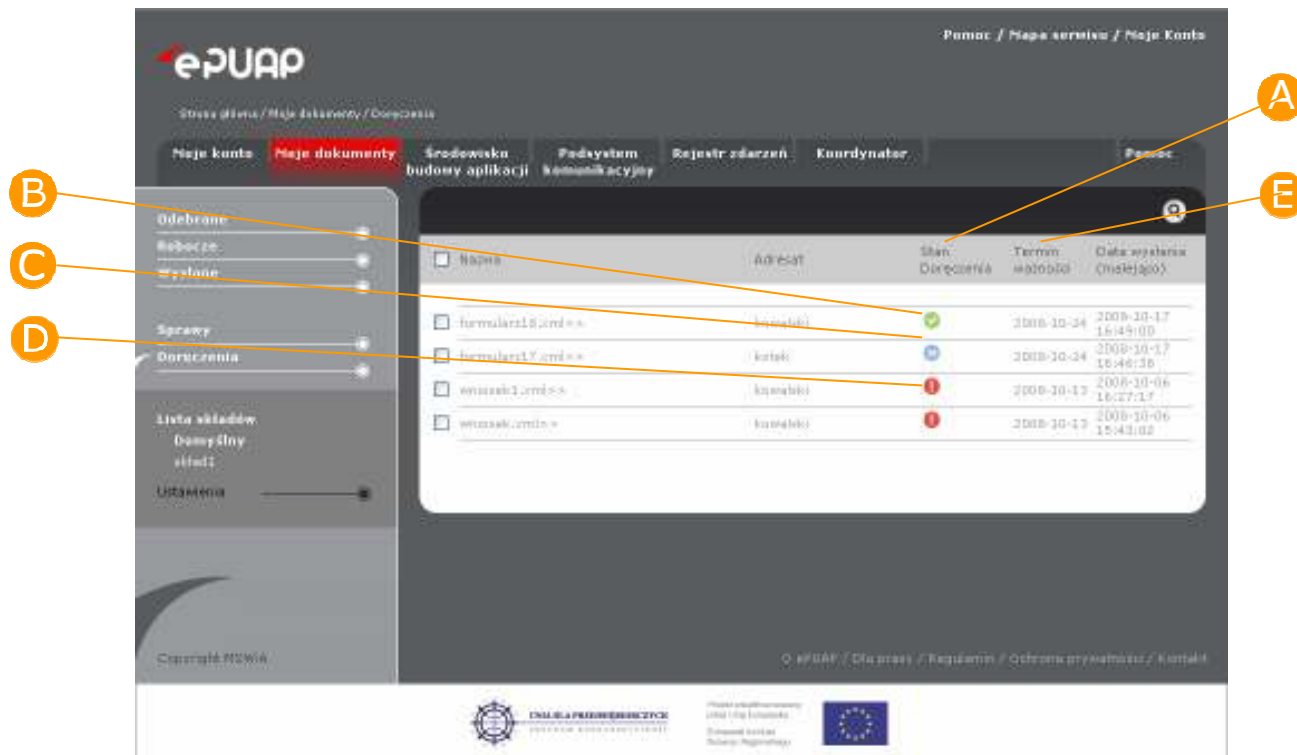 Pomoc / Mapa serwisu / Moje Konto
ePUAP
Strona główna / Moje dokumenty / Doręczenia
A
Moje konto
Moje dokumenty
Środowisko budowy aplikacji
Podsystem komunikacyjny
Rejestr zdarzeń
Koordynator
Pomoc
B
E
Odebrane
Robocze
Wysłane
C
Nazwa
Adresat
Stan Doręczenia
Termin ważności
Data wysłania (malejąco)
Sprawy
Doręczenia
D
formularz18.xml<> kowalski 2008-10-24 2008-10-17 16:49:00
formularz17.xml<> kotek 2008-10-24 2008-10-17 16:46:38
wniosek1.xml<> kowalski 2008-10-13 2008-10-06 16:27:17
wniosek.xml<> kowalski 2008-10-13 2008-10-06 15:43:02
Lista składów
Domyślny
skład1
Ustawienia
Copyright MSWiA
O ePUAP / Dla prasy / Regulamin / Ochrona prywatności / Kontakt